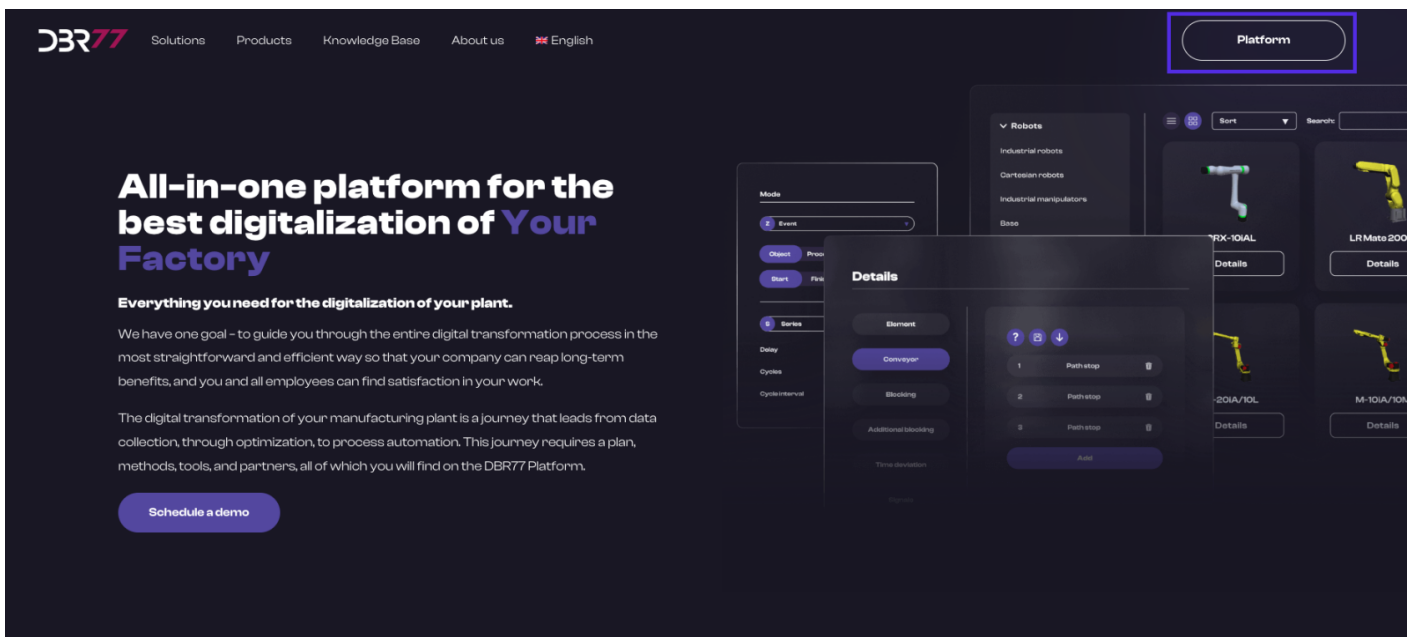 DBR77
Solutions
Products
Knowledge Base
About us
English
Platform
All-in-one platform for the
best digitalization of Your
Factory
Everything you need for the digitalization of your plant.
We have one goal – to guide you through the entire digital transformation process in the
most straightforward and efficient way so that your company can reap long-term
benefits, and you and all employees can find satisfaction in your work.
The digital transformation of your manufacturing plant is a journey that leads from data
collection, through optimization, to process automation. This journey requires a plan,
methods, tools, and partners, all of which you will find on the DBR77 Platform.
Schedule a demo
Mode
Z Event
Object
Start
S Series
Delay
Cycles
Cycle interval
Robots
Industrial robots
Cartesian robots
Industrial manipulators
Base
Sort
Search:
LR Mate 200
Details
Details
Details
Element
Conveyor
Blocking
Additional blocking
Time deviation
?
1 Path stop
2 Path stop
3 Path stop
Add
RX-10iAL
-20iA/10L
M-10iA/10M
Details
Details